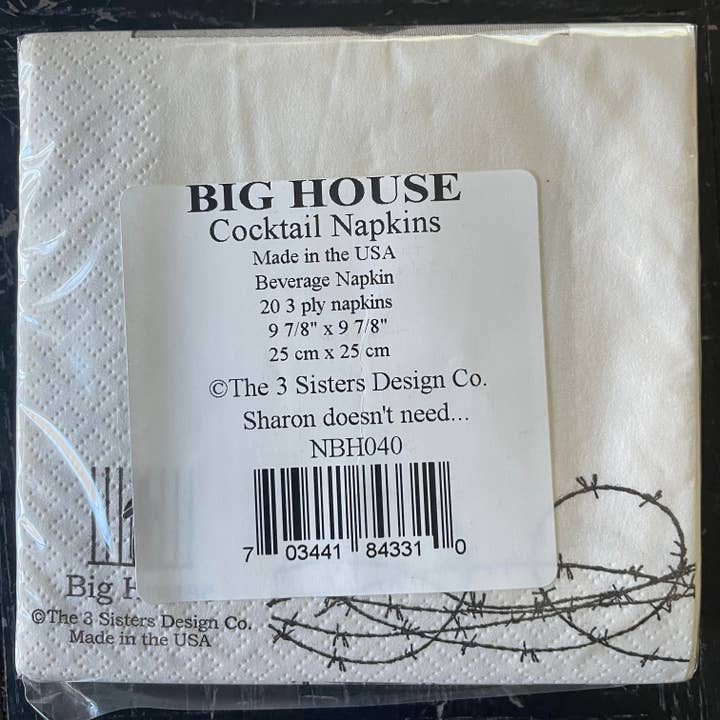 BIG HOUSE
Cocktail Napkins
Made in the USA
Beverage Napkin
20 3 ply napkins
9 7/8" x 9 7/8"
25 cm x 25 cm
©The 3 Sisters Design Co.
Sharon doesn't need...
NBH040
7 03441 84331 0
Big H
©The 3 Sisters Design Co.
Made in the USA